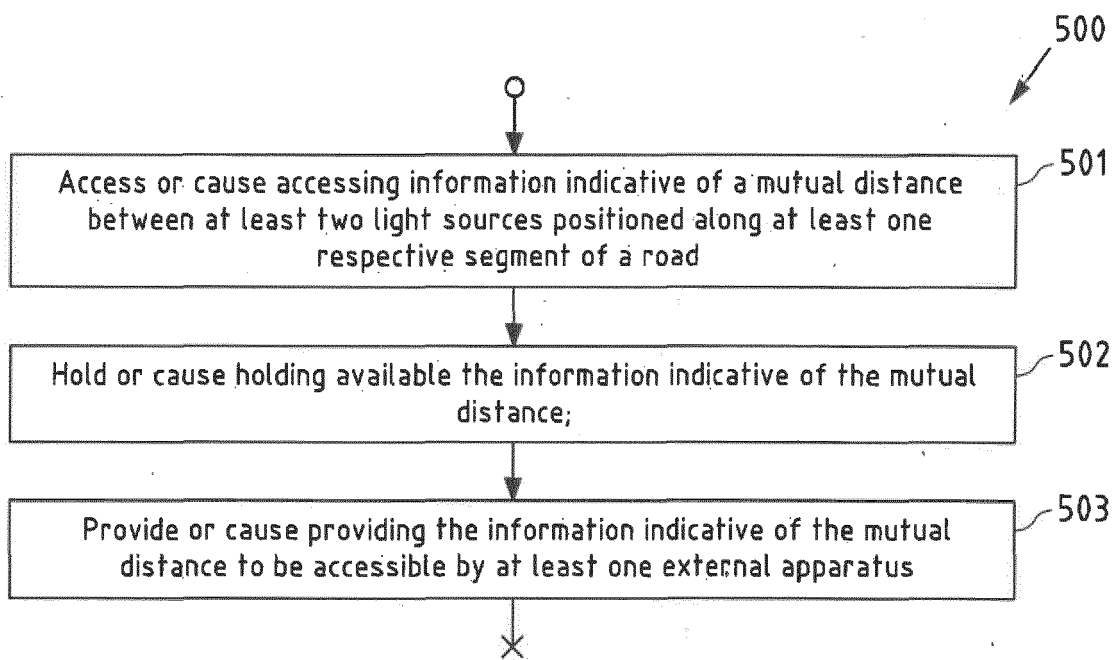 500
501
Access or cause accessing information indicative of a mutual distance
between at least two light sources positioned along at least one
respective segment of a road
502
Hold or cause holding available the information indicative of the mutual
distance;
503
Provide or cause providing the information indicative of the mutual
distance to be accessible by at least one external apparatus